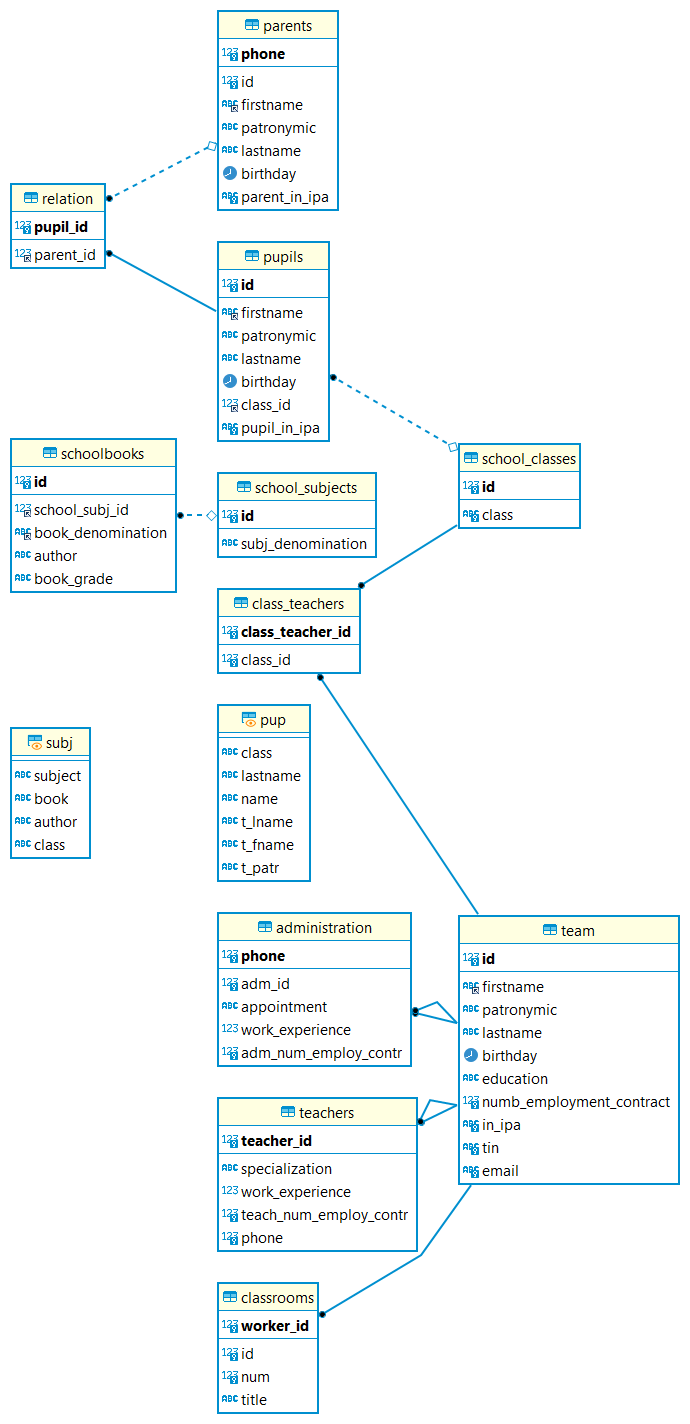 parents
phone
id
firstname
patronymic
lastname
birthday
parent_in_ipa
relation
pupil_id
parent_id
pupils
id
firstname
patronymic
lastname
birthday
class_id
pupil_in_ipa
schoolbooks
id
school_subj_id
book_denomination
author
book_grade
school_subjects
id
subj_denomination
school_classes
id
class
class_teachers
class_teacher_id
class_id
subj
subject
book
author
class
pup
class
lastname
name
t_lname
t_fname
t_patr
administration
phone
adm_id
appointment
work_experience
adm_num_employ_contr
team
id
firstname
patronymic
lastname
birthday
education
numb_employment_contract
in_ipa
tin
email
teachers
teacher_id
specialization
work_experience
teach_num_employ_contr
phone
classrooms
worker_id
id
num
title